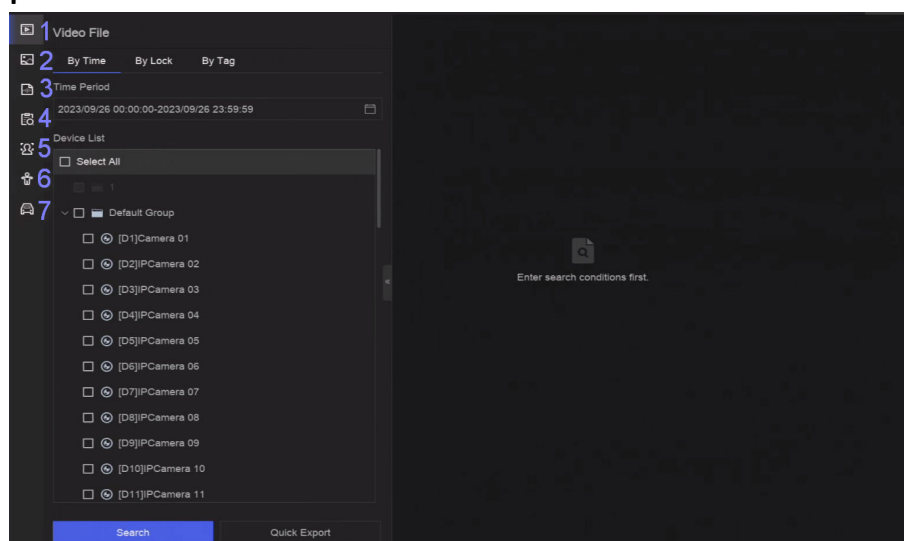 1 Video File
2 By Time By Lock By Tag
3 Time Period
4 2023/09/26 00:00:00-2023/09/26 23:59:59
5 Device List
Select All
6 1
7 Default Group
[D1]Camera 01
[D2]IPCamera 02
[D3]IPCamera 03
[D4]IPCamera 04
[D5]IPCamera 05
[D6]IPCamera 06
[D7]IPCamera 07
[D8]IPCamera 08
[D9]IPCamera 09
[D10]IPCamera 10
[D11]IPCamera 11
Search Quick Export
Enter search conditions first.